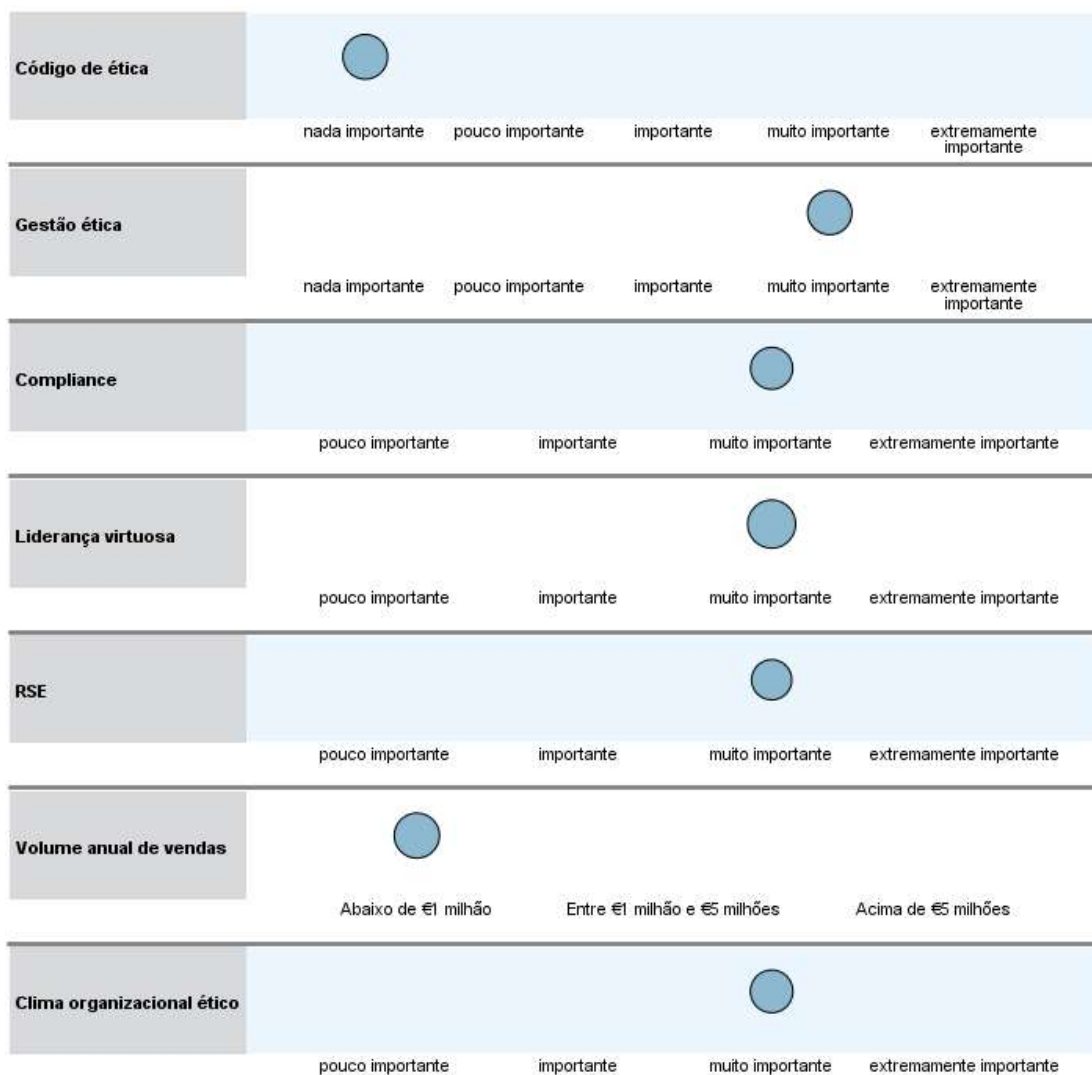 Código de ética
nada importante pouco importante importante muito importante extremamente
importante
Gestão ética
nada importante pouco importante importante muito importante extremamente
importante
Compliance
pouco importante importante muito importante extremamente importante
Liderança virtuosa
pouco importante importante muito importante extremamente importante
RSE
pouco importante importante muito importante extremamente importante
Volume anual de vendas
Abaixo de €1 milhão Entre €1 milhão e €5 milhões Acima de €5 milhões
Clima organizacional ético
pouco importante importante muito importante extremamente importante